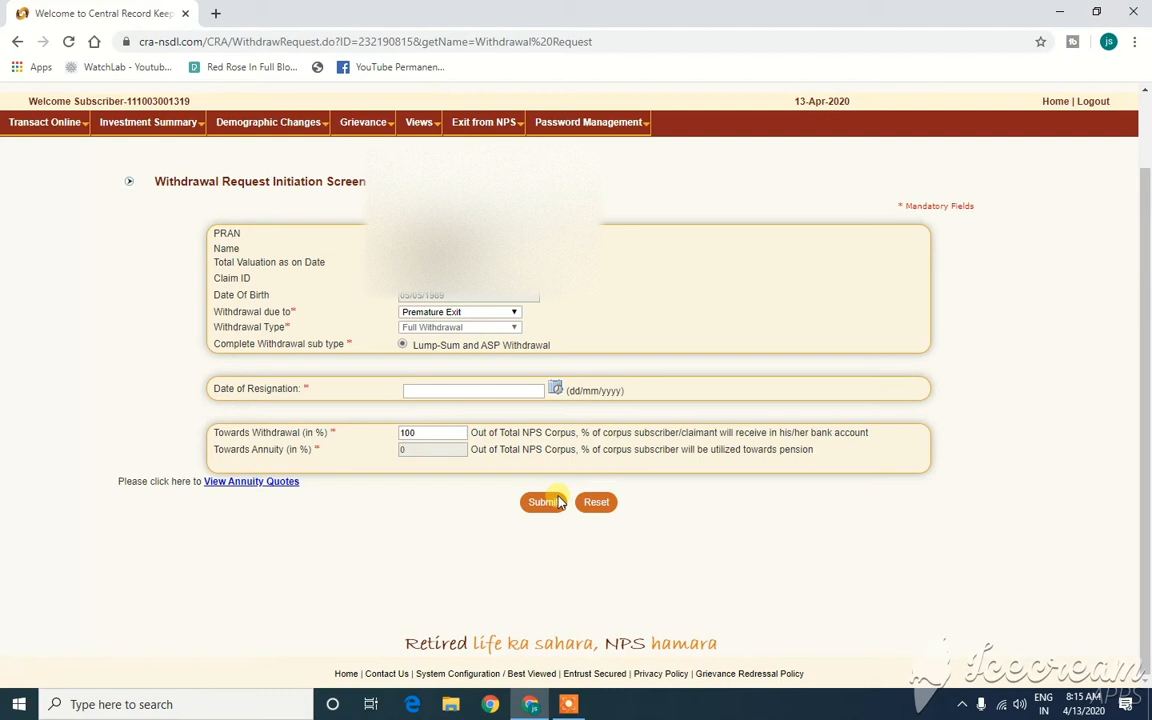 Welcome to Central Record Keep
cra-nsdl.com/CRA/WithdrawRequest.do?ID=232190815&getName=Withdrawal%20Request
js
Apps
WatchLab - Youtub...
Red Rose In Full Blo...
YouTube Permanen...
Welcome Subscriber-111003001319
13-Apr-2020
Home | Logout
Transact Online
Investment Summary
Demographic Changes
Grievance
Views
Exit from NPS
Password Management
Withdrawal Request Initiation Screen
* Mandatory Fields
PRAN
Name
Total Valuation as on Date
Claim ID
Date Of Birth 05/05/1989
Withdrawal due to* Premature Exit
Withdrawal Type* Full Withdrawal
Complete Withdrawal sub type * Lump-Sum and ASP Withdrawal
Date of Resignation: * (dd/mm/yyyy)
Towards Withdrawal (in %) * 100 Out of Total NPS Corpus, % of corpus subscriber/claimant will receive in his/her bank account
Towards Annuity (in %) * 0 Out of Total NPS Corpus, % of corpus subscriber will be utilized towards pension
Please click here to View Annuity Quotes
Submit Reset
Retired life ka sahara, NPS hamara
Home | Contact Us | System Configuration / Best Viewed | Entrust Secured | Privacy Policy | Grievance Redressal Policy
Icecream
APPS
Type here to search
js
ENG
IN
8:15 AM
4/13/2020